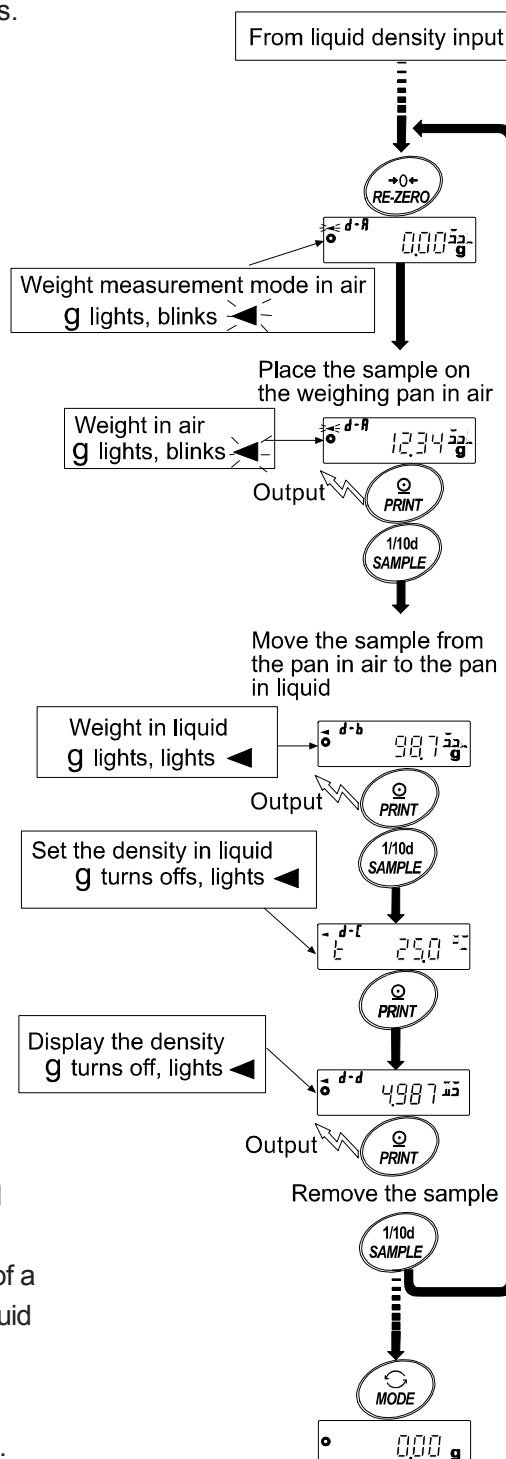 s.
From liquid density input
→0←
RE-ZERO
d-A
0.00 g
Weight measurement mode in air
g lights, blinks
Place the sample on
the weighing pan in air
Weight in air
g lights, blinks
d-A
12.34 g
Output
PRINT
1/10d
SAMPLE
Move the sample from
the pan in air to the pan
in liquid
Weight in liquid
g lights, lights
d-b
98.7 g
Output
PRINT
1/10d
SAMPLE
Set the density in liquid
g turns offs, lights
d-C
t 25.0
PRINT
Display the density
g turns off, lights
d-d
4.987
Output
PRINT
Remove the sample
1/10d
SAMPLE
of a
uid
MODE
0.00 g
.